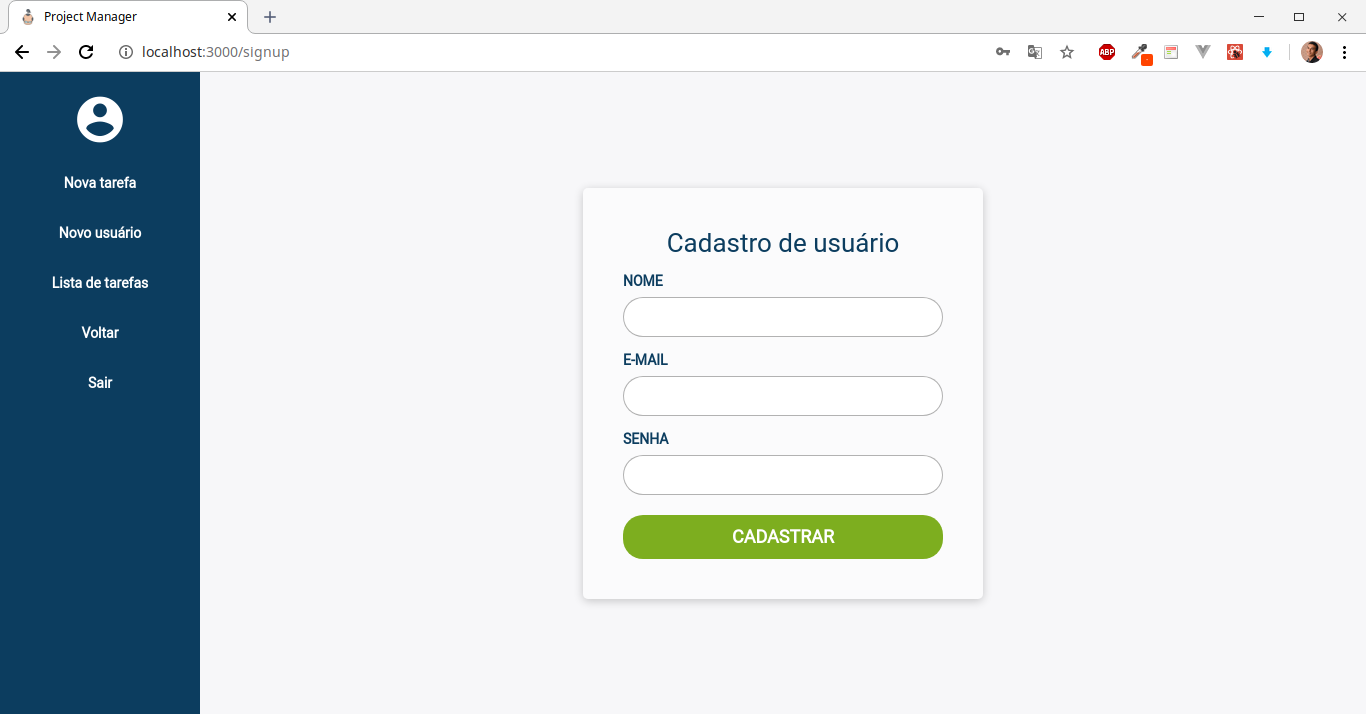 Project Manager
localhost:3000/signup
ABP
Nova tarefa
Novo usuário
Lista de tarefas
Voltar
Sair
Cadastro de usuário
NOME
E-MAIL
SENHA
CADASTRAR